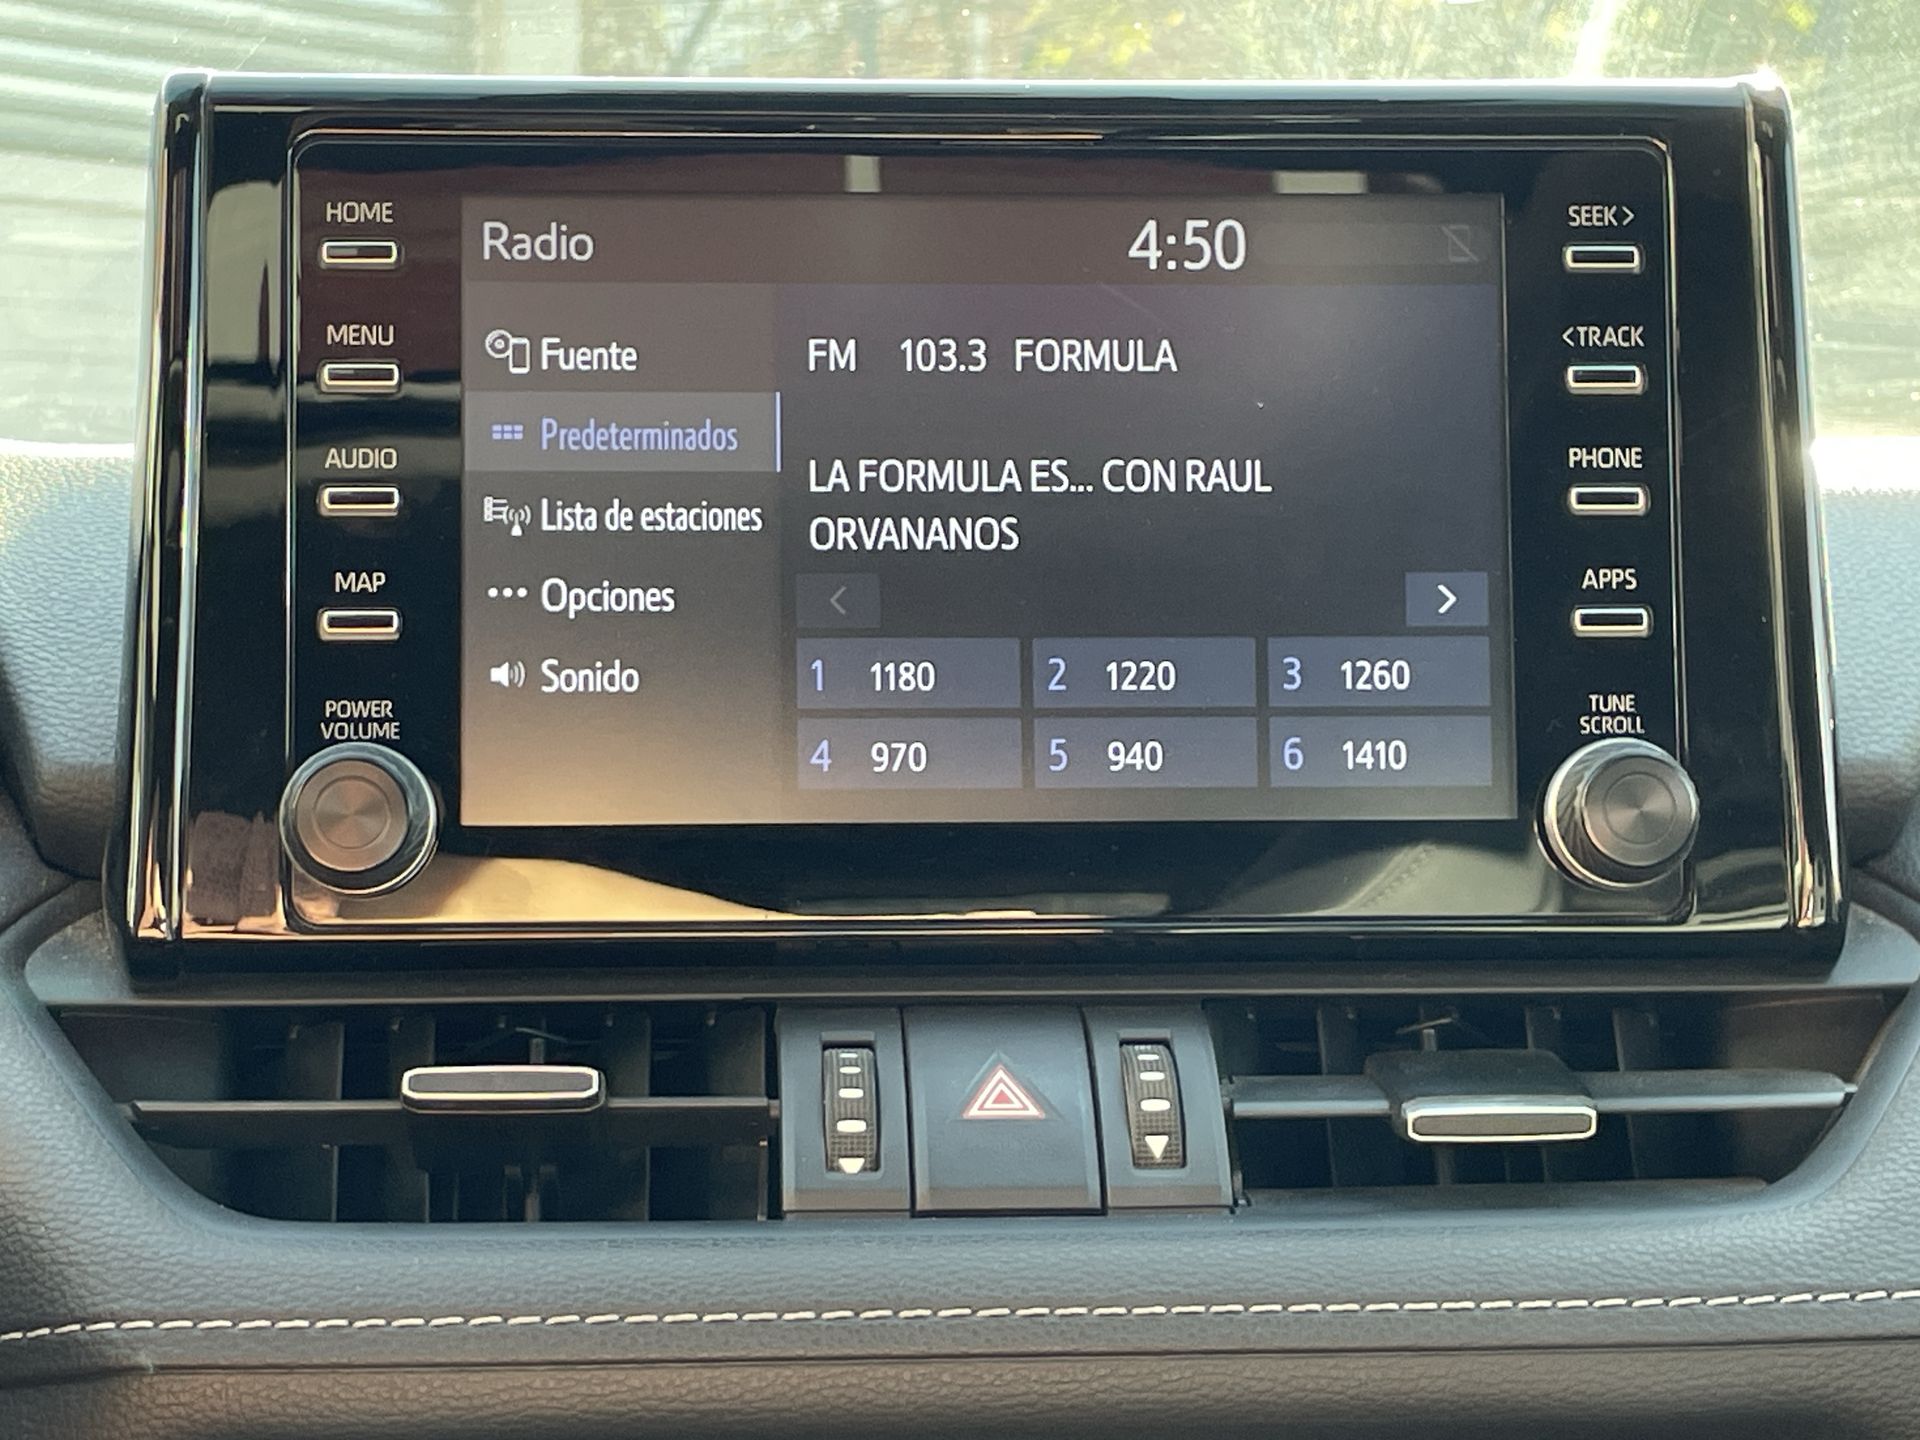 HOME
MENU
AUDIO
MAP
POWER
VOLUME
Radio
4:50
Fuente
Predeterminados
Lista de estaciones
Opciones
Sonido
FM 103.3 FORMULA
LA FORMULA ES... CON RAUL
ORVANANOS
< >
1 1180
2 1220
3 1260
4 970
5 940
6 1410
SEEK>
<TRACK
PHONE
APPS
TUNE
SCROLL